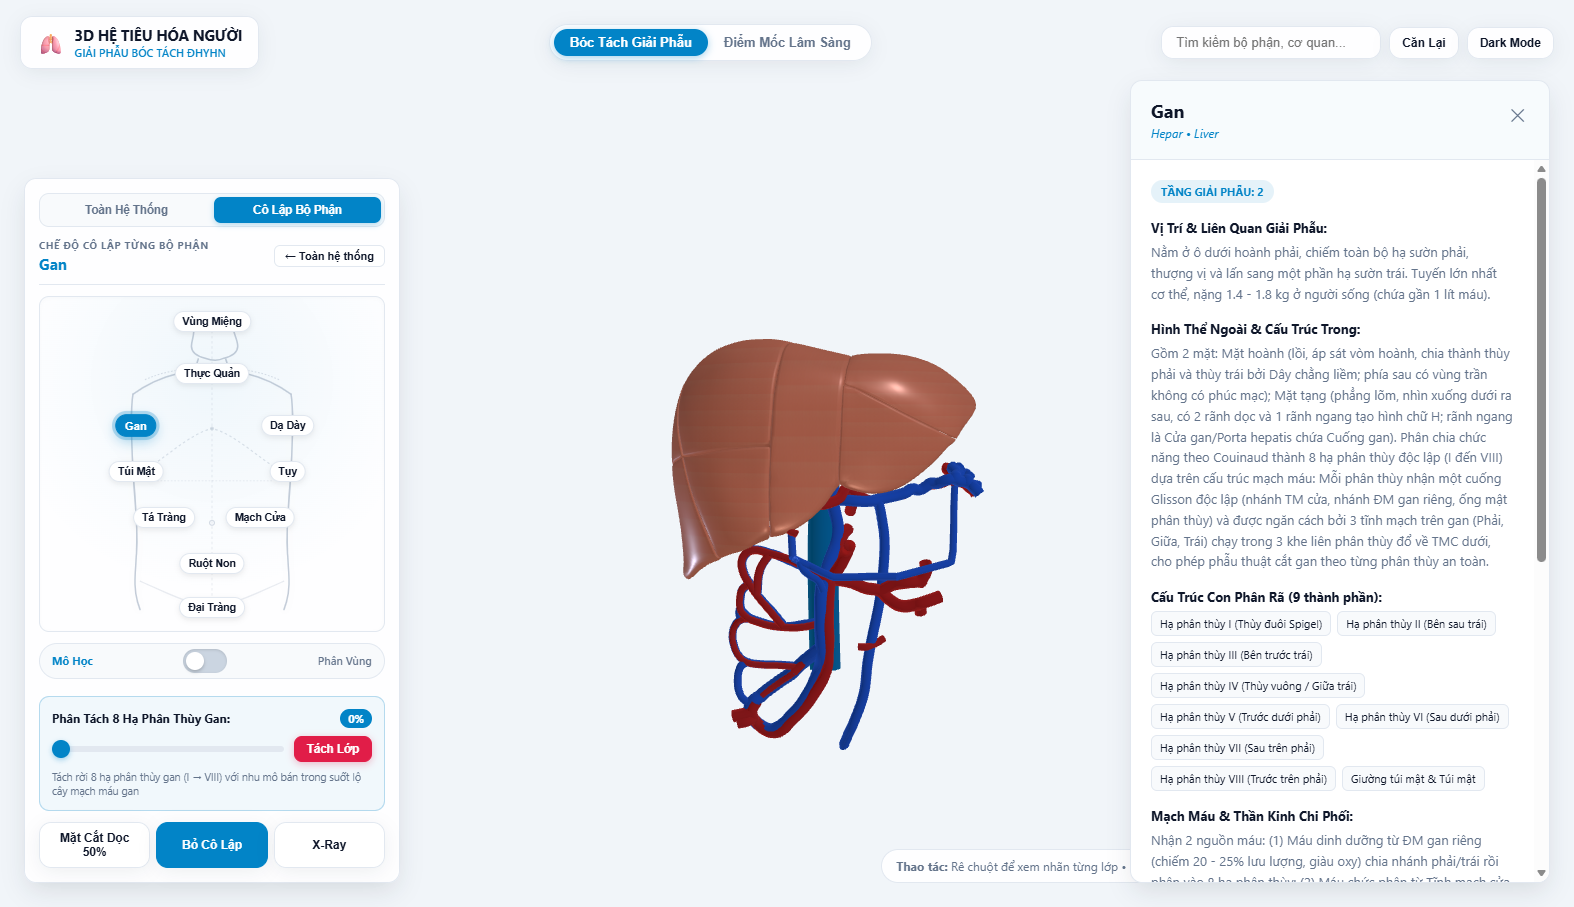 3D HỆ TIÊU HÓA NGƯỜI
GIẢI PHẪU BÓC TÁCH ĐHYHN
Bóc Tách Giải Phẫu
Điểm Mốc Lâm Sàng
Tìm kiếm bộ phận, cơ quan...
Căn Lại
Dark Mode
Toàn Hệ Thống
Cô Lập Bộ Phận
CHẾ ĐỘ CÔ LẬP TỪNG BỘ PHẬN
Gan
← Toàn hệ thống
Vùng Miệng
Thực Quản
Gan
Dạ Dày
Túi Mật
Tụy
Tá Tràng
Mạch Cửa
Ruột Non
Đại Tràng
Mô Học
Phân Vùng
Phân Tách 8 Hạ Phân Thùy Gan:
0%
Tách Lớp
Tách rời 8 hạ phân thùy gan (I → VIII) với nhu mô bán trong suốt lộ
cây mạch máu gan
Mặt Cắt Dọc
50%
Bỏ Cô Lập
X-Ray
Thao tác: Rê chuột để xem nhãn từng lớp •
Gan
Hepar • Liver
TẦNG GIẢI PHẪU: 2
Vị Trí & Liên Quan Giải Phẫu:
Nằm ở ô dưới hoành phải, chiếm toàn bộ hạ sườn phải,
thượng vị và lấn sang một phần hạ sườn trái. Tuyến lớn nhất
cơ thể, nặng 1.4 - 1.8 kg ở người sống (chứa gần 1 lít máu).
Hình Thể Ngoài & Cấu Trúc Trong:
Gồm 2 mặt: Mặt hoành (lồi, áp sát vòm hoành, chia thành thùy
phải và thùy trái bởi Dây chằng liềm; phía sau có vùng trần
không có phúc mạc); Mặt tạng (phẳng lõm, nhìn xuống dưới ra
sau, có 2 rãnh dọc và 1 rãnh ngang tạo hình chữ H; rãnh ngang
là Cửa gan/Porta hepatis chứa Cuống gan). Phân chia chức
năng theo Couinaud thành 8 hạ phân thùy độc lập (I đến VIII)
dựa trên cấu trúc mạch máu: Mỗi phân thùy nhận một cuống
Glisson độc lập (nhánh TM cửa, nhánh ĐM gan riêng, ống mật
phân thùy) và được ngăn cách bởi 3 tĩnh mạch trên gan (Phải,
Giữa, Trái) chạy trong 3 khe liên phân thùy đổ về TMC dưới,
cho phép phẫu thuật cắt gan theo từng phân thùy an toàn.
Cấu Trúc Con Phân Rã (9 thành phần):
Hạ phân thùy I (Thùy đuôi Spigel)
Hạ phân thùy II (Bên sau trái)
Hạ phân thùy III (Bên trước trái)
Hạ phân thùy IV (Thùy vuông / Giữa trái)
Hạ phân thùy V (Trước dưới phải)
Hạ phân thùy VI (Sau dưới phải)
Hạ phân thùy VII (Sau trên phải)
Hạ phân thùy VIII (Trước trên phải)
Giường túi mật & Túi mật
Mạch Máu & Thần Kinh Chi Phối:
Nhận 2 nguồn máu: (1) Máu dinh dưỡng từ ĐM gan riêng
(chiếm 20 - 25% lưu lượng, giàu oxy) chia nhánh phải/trái rồi
phân vào 8 hạ phân thùy; (2) Máu chức phận từ Tĩnh mạch cửa